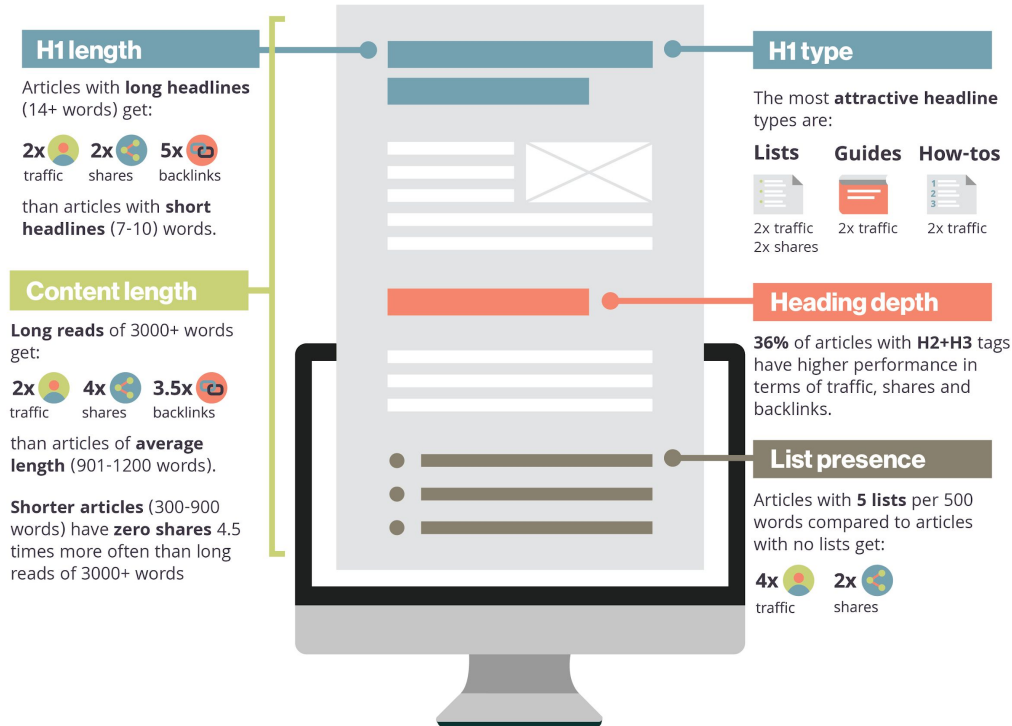 H1 length
Articles with long headlines
(14+ words) get:
2x 2x 5x
traffic shares backlinks
than articles with short
headlines (7-10) words.
Content length
Long reads of 3000+ words
get:
2x 4x 3.5x
traffic shares backlinks
than articles of average
length (901-1200 words).
Shorter articles (300-900
words) have zero shares 4.5
times more often than long
reads of 3000+ words
H1 type
The most attractive headline
types are:
Lists Guides How-tos
1
2
3
2x traffic 2x traffic 2x traffic
2x shares
Heading depth
36% of articles with H2+H3 tags
have higher performance in
terms of traffic, shares and
backlinks.
List presence
Articles with 5 lists per 500
words compared to articles
with no lists get:
4x 2x
traffic shares